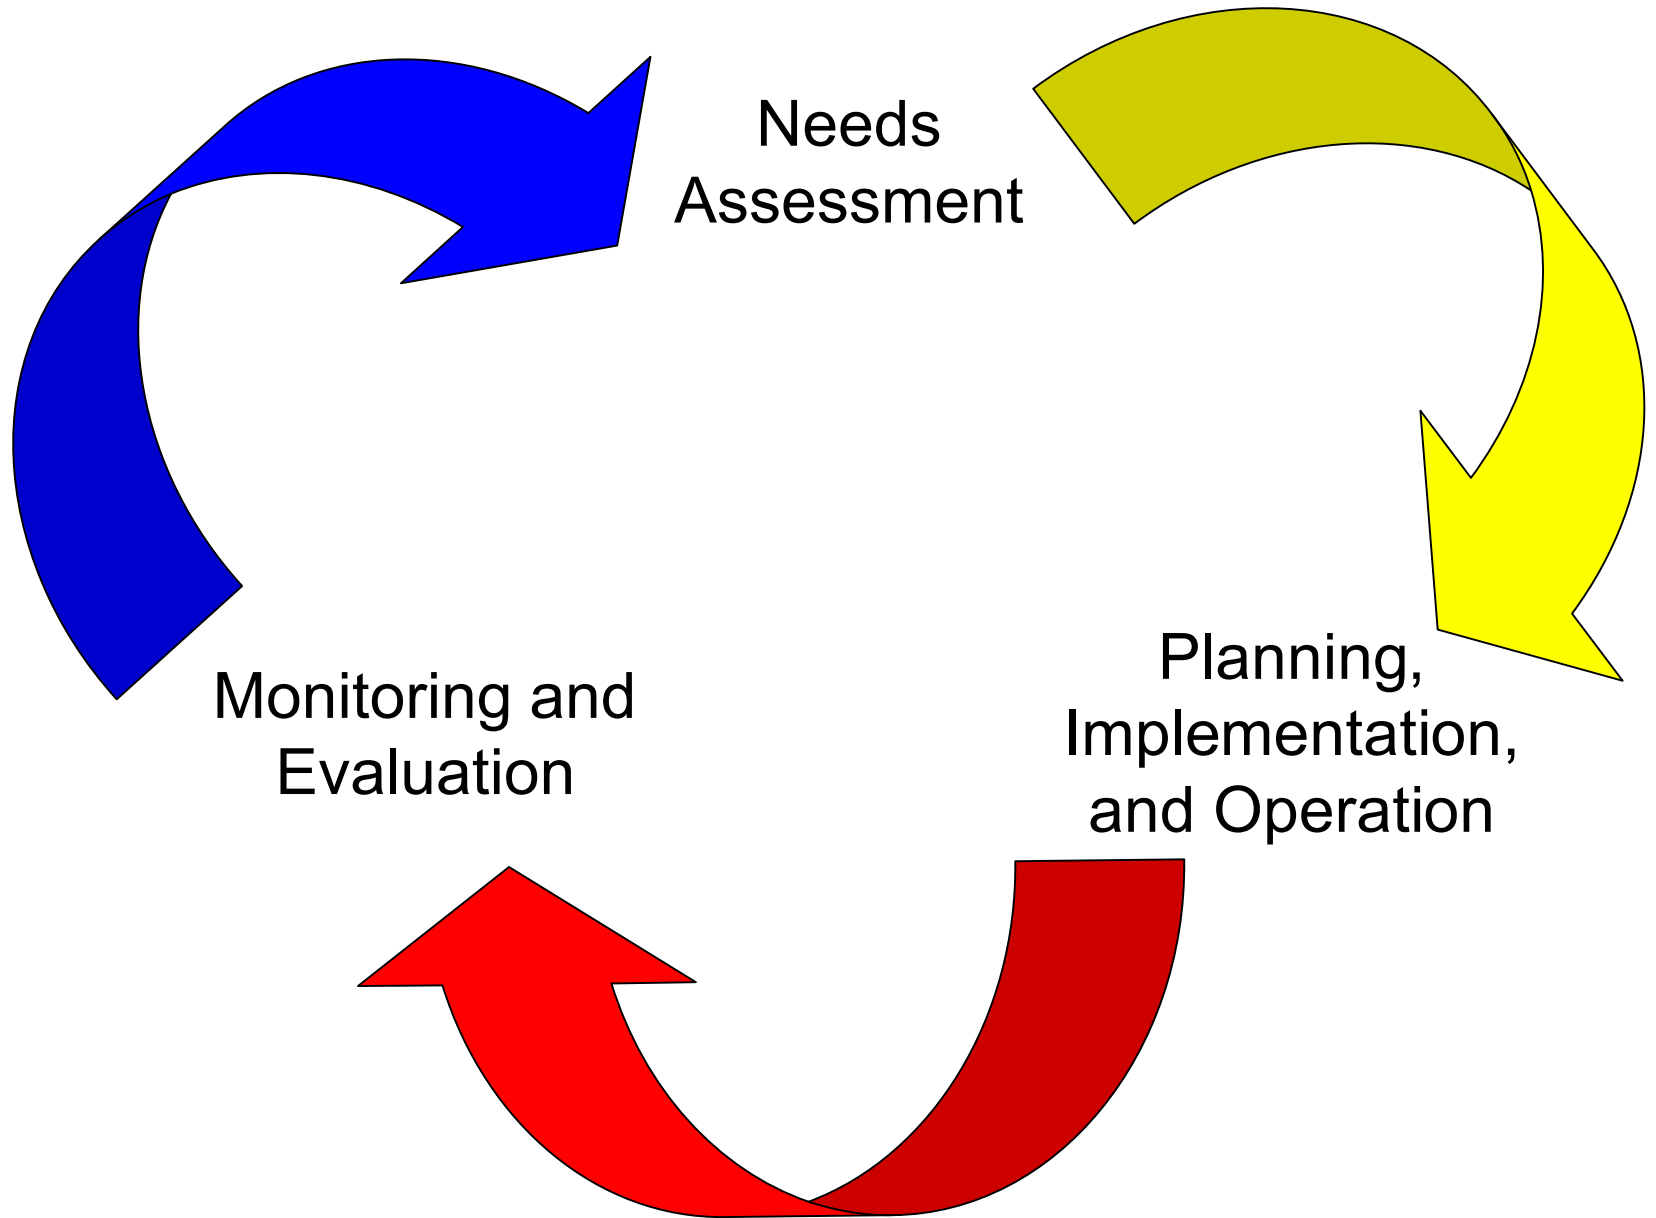 Needs
Assessment
Planning,
Implementation,
and Operation
Monitoring and
Evaluation